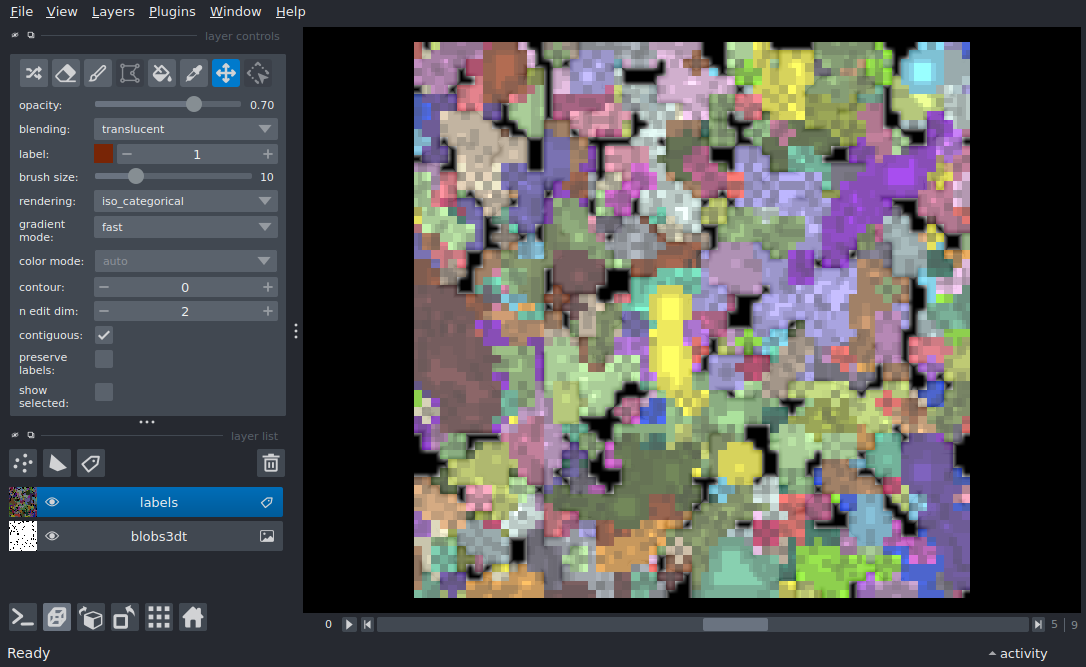 File View Layers Plugins Window Help
layer controls
opacity: 0.70
blending: translucent
label: 1
brush size: 10
rendering: iso_categorical
gradient
mode: fast
color mode: auto
contour: 0
n edit dim: 2
contiguous:
preserve
labels:
show
selected:
layer list
labels
blobs3dt
0 5 9
Ready activity